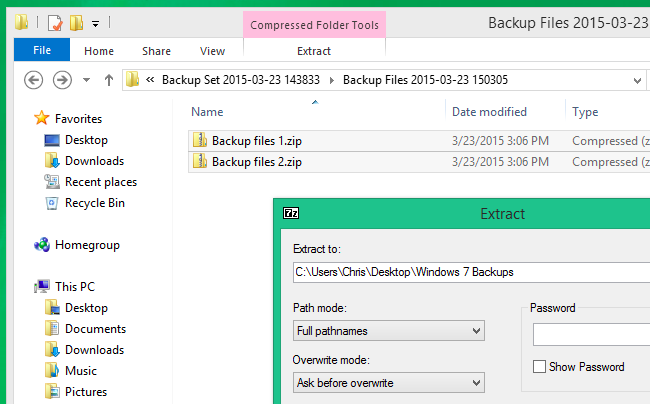 Compressed Folder Tools
Backup Files 2015-03-23
File
Home
Share
View
Extract
Backup Set 2015-03-23 143833
Backup Files 2015-03-23 150305
Name
Date modified
Type
Favorites
Desktop
Downloads
Recent places
Recycle Bin
Homegroup
This PC
Desktop
Documents
Downloads
Music
Pictures
Backup files 1.zip 3/23/2015 3:06 PM Compressed (z
Backup files 2.zip 3/23/2015 3:06 PM Compressed (z
Extract
Extract to:
C:\Users\Chris\Desktop\Windows 7 Backups
Path mode:
Full pathnames
Overwrite mode:
Ask before overwrite
Password
Show Password